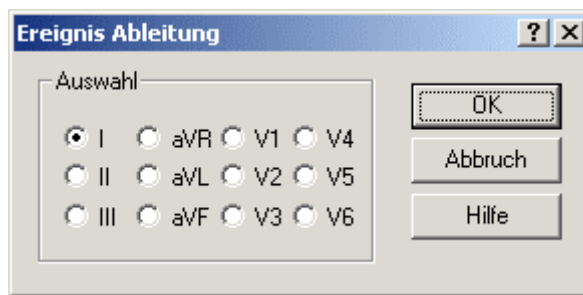 Ereignis Ableitung
Auswahl
I aVR V1 V4
II aVL V2 V5
III aVF V3 V6
OK
Abbruch
Hilfe